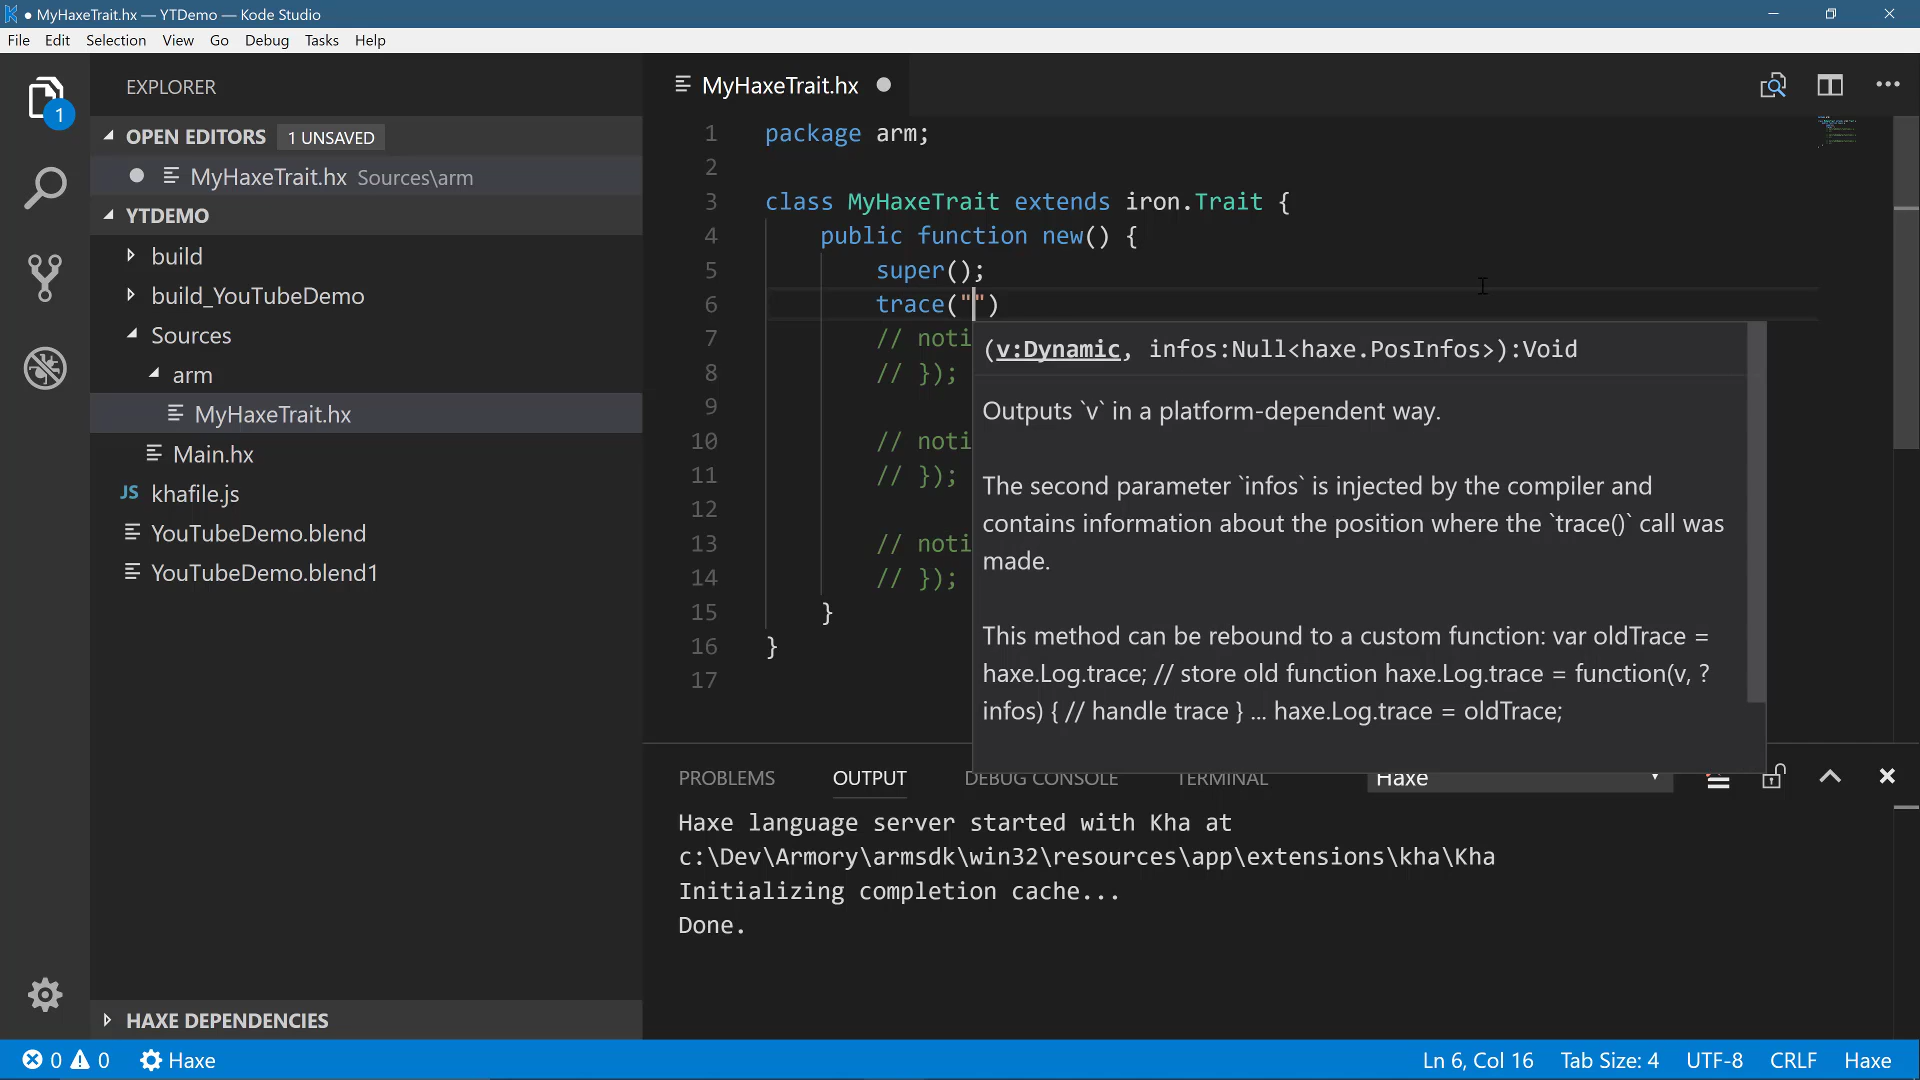 ● MyHaxeTrait.hx — YTDemo — Kode Studio
File Edit Selection View Go Debug Tasks Help
EXPLORER
1
OPEN EDITORS 1 UNSAVED
MyHaxeTrait.hx Sources\arm
YTDEMO
build
build_YouTubeDemo
Sources
arm
MyHaxeTrait.hx
Main.hx
JS khafile.js
YouTubeDemo.blend
YouTubeDemo.blend1
HAXE DEPENDENCIES
MyHaxeTrait.hx
1 package arm;
2
3 class MyHaxeTrait extends iron.Trait {
4 public function new() {
5 super();
6 trace("")
7 // noti
8 // });
9
10 // noti
11 // });
12
13 // noti
14 // });
15 }
16 }
17
(v:Dynamic, infos:Null<haxe.PosInfos>):Void
Outputs `v` in a platform-dependent way.
The second parameter `infos` is injected by the compiler and
contains information about the position where the `trace()` call was
made.
This method can be rebound to a custom function: var oldTrace =
haxe.Log.trace; // store old function haxe.Log.trace = function(v, ?
infos) { // handle trace } ... haxe.Log.trace = oldTrace;
PROBLEMS OUTPUT DEBUG CONSOLE TERMINAL Haxe
Haxe language server started with Kha at
c:\Dev\Armory\armsdk\win32\resources\app\extensions\kha\Kha
Initializing completion cache...
Done.
0 0 Haxe Ln 6, Col 16 Tab Size: 4 UTF-8 CRLF Haxe